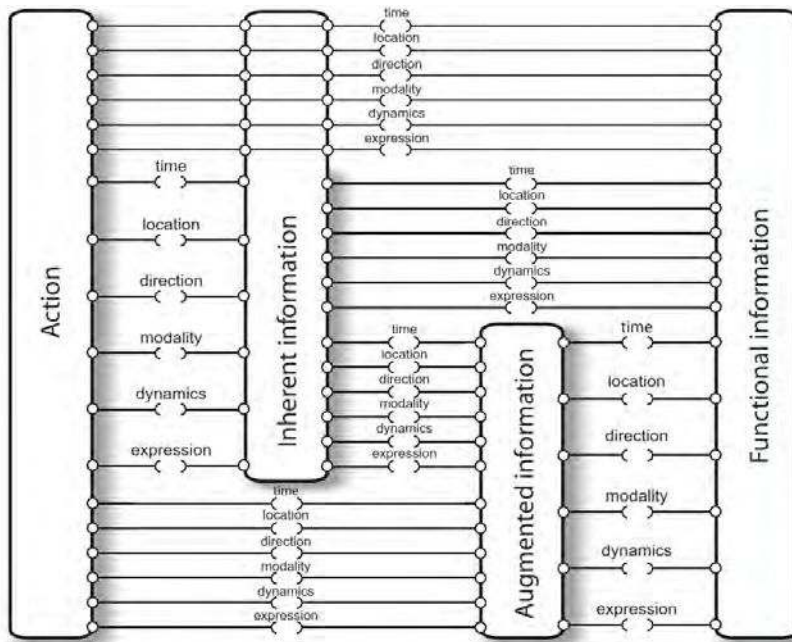 time
location
direction
modality
dynamics
expression
Action
time
location
direction
modality
dynamics
expression
Inherent information
time
location
direction
modality
dynamics
expression
time
location
direction
modality
dynamics
expression
Augmented information
time
location
direction
modality
dynamics
expression
Functional information
time
location
direction
modality
dynamics
expression